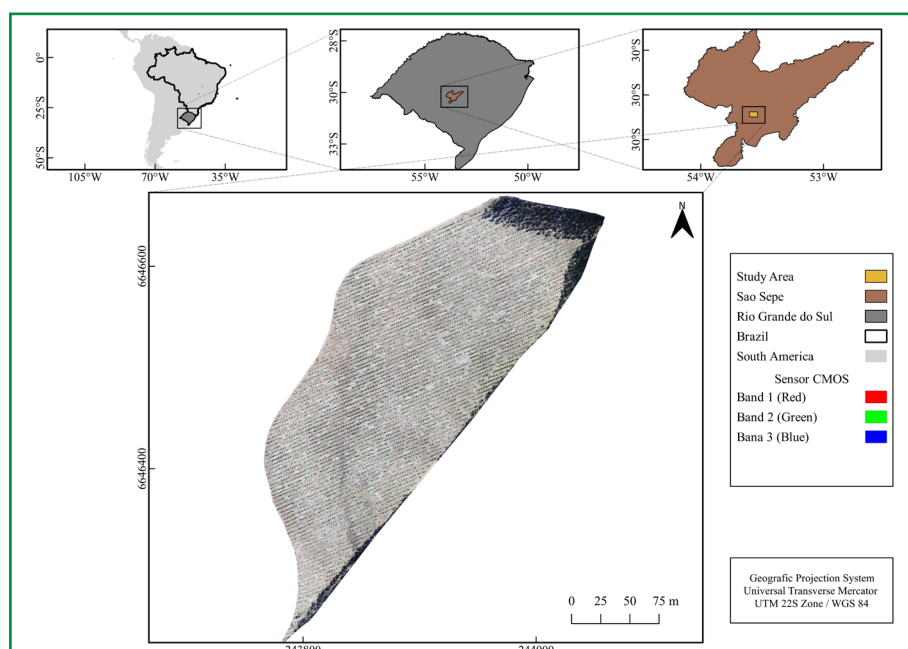 0°
25°S
50°S
105°W
35°W
28°S
30°S
33°S
55°W
50°W
30°S
30°S
30°S
54°W
53°W
N
6646600
6646400
243800
244000
0 25 50 75 m
Study Area
Sao Sepe
Rio Grande do Sul
Brazil
South America
Sensor CMOS
Band 1 (Red)
Band 2 (Green)
Bana 3 (Blue)
Geografic Projection System
Universal Transverse Mercator
UTM 22S Zone / WGS 84